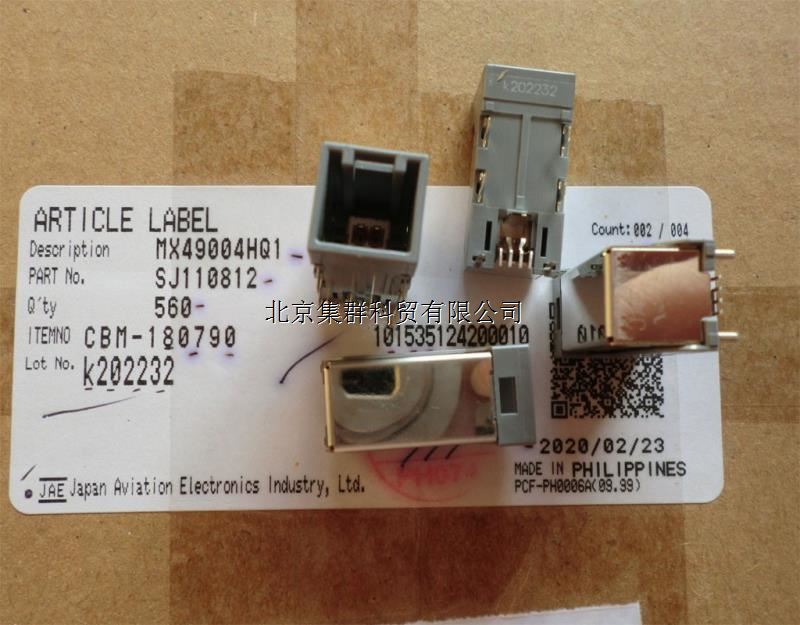 k202232
ARTICLE LABEL
Count:002 / 004
Description MX49004HQ1
PART No. SJ110812
Q'ty 560
北京集群科贸有限公司
ITEMNO CBM-180790
101535124200010
Lot No. k202232
2020/02/23
MADE IN PHILIPPINES
JAE Japan Aviation Electronics Industry, Ltd.
PCF-PH0006A(09.99)